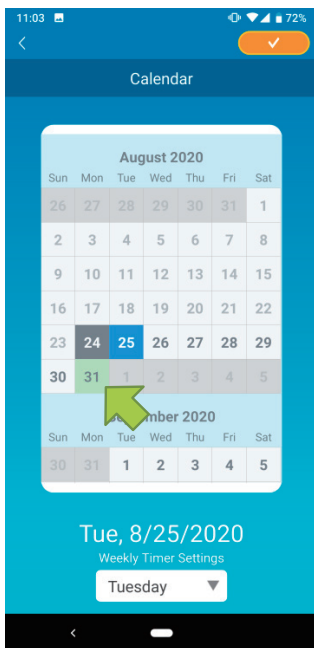 11:03 72%
Calendar
August 2020
Sun Mon Tue Wed Thu Fri Sat
26 27 28 29 30 31 1
2 3 4 5 6 7 8
9 10 11 12 13 14 15
16 17 18 19 20 21 22
23 24 25 26 27 28 29
30 31 1 2 3 4 5
mber 2020
Sun Mon Tue Wed Thu Fri Sat
30 31 1 2 3 4 5
Tue, 8/25/2020
Weekly Timer Settings
Tuesday